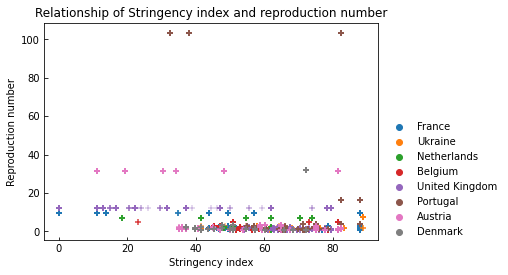 Relationship of Stringency index and reproduction number
Reproduction number
100
80
60
40
20
0
0
20
40
60
80
Stringency index
France
Ukraine
Netherlands
Belgium
United Kingdom
Portugal
Austria
Denmark